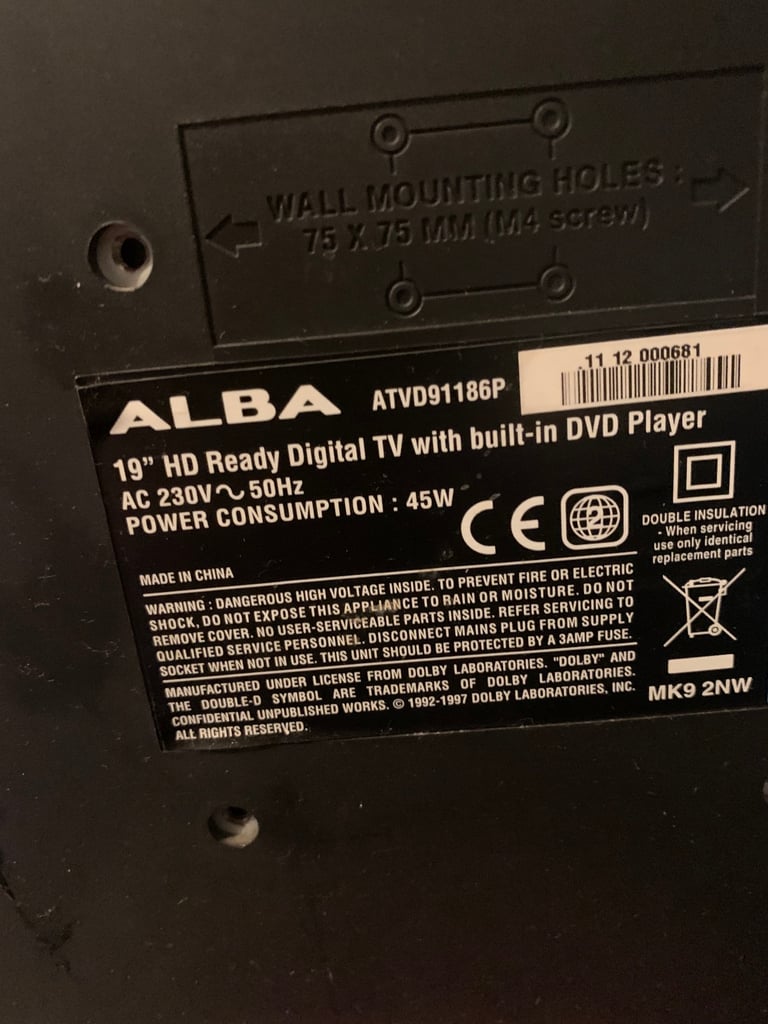 WALL MOUNTING HOLES :
75 X 75 MM (M4 screw)
11 12 000681
ALBA ATVD91186P
19” HD Ready Digital TV with built-in DVD Player
AC 230V～50Hz
POWER CONSUMPTION : 45W
CE
2
DOUBLE INSULATION
- When servicing
use only identical
replacement parts
MADE IN CHINA
WARNING : DANGEROUS HIGH VOLTAGE INSIDE. TO PREVENT FIRE OR ELECTRIC
SHOCK, DO NOT EXPOSE THIS APPLIANCE TO RAIN OR MOISTURE. DO NOT
REMOVE COVER. NO USER-SERVICEABLE PARTS INSIDE. REFER SERVICING TO
QUALIFIED SERVICE PERSONNEL. DISCONNECT MAINS PLUG FROM SUPPLY
SOCKET WHEN NOT IN USE. THIS UNIT SHOULD BE PROTECTED BY A 3AMP FUSE.
MANUFACTURED UNDER LICENSE FROM DOLBY LABORATORIES. "DOLBY" AND
THE DOUBLE-D SYMBOL ARE TRADEMARKS OF DOLBY LABORATORIES.
CONFIDENTIAL UNPUBLISHED WORKS. © 1992-1997 DOLBY LABORATORIES, INC.
ALL RIGHTS RESERVED.
MK9 2NW